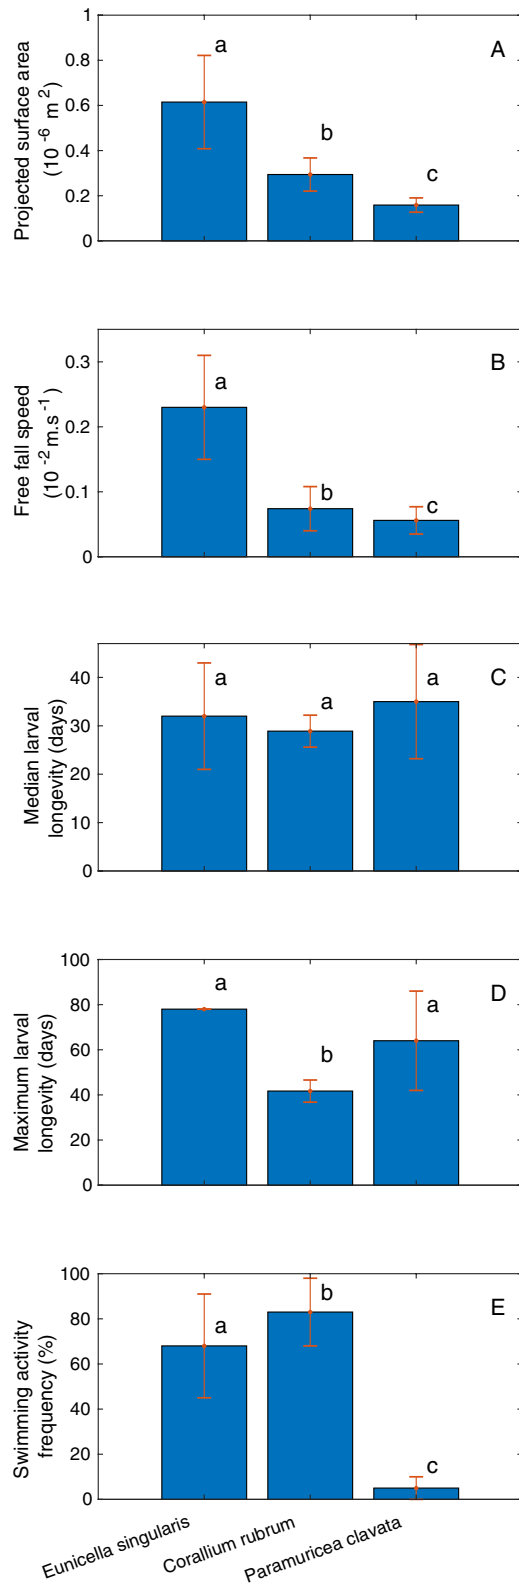 Projected surface area
(10⁻⁶ m²)
1
0.8
0.6
0.4
0.2
0
a
b
c
A
Free fall speed
(10⁻² m.s⁻¹)
0.3
0.2
0.1
0
a
b
c
B
Median larval
longevity (days)
40
30
20
10
0
a
a
a
C
Maximum larval
longevity (days)
100
80
60
40
20
0
a
b
a
D
Swimming activity
frequency (%)
100
80
60
40
20
0
a
b
c
E
Eunicella singularis
Corallium rubrum
Paramuricea clavata